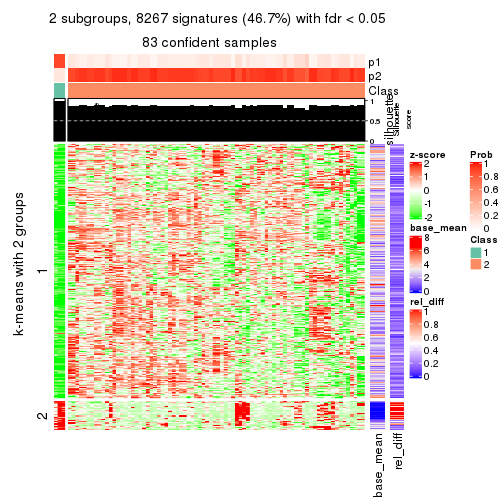 2 subgroups, 8267 signatures (46.7%) with fdr < 0.05
83 confident samples
p1
p2
Class
1
0.5
0
silhouette
Silhouette
score
k-means with 2 groups
1
2
base_mean
rel_diff
z-score
2
1
0
-1
-2
base_mean
8
6
4
2
0
rel_diff
1
0.8
0.6
0.4
0.2
0
Prob
1
0.8
0.6
0.4
0.2
0
Class
1
2